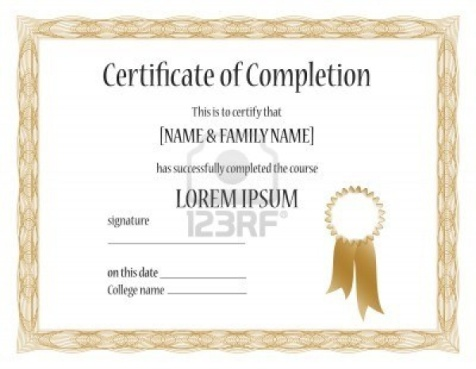 Certificate of Completion
This is to certify that
[NAME & FAMILY NAME]
has successfully completed the course
LOREM IPSUM
123RF
signature
on this date
College name